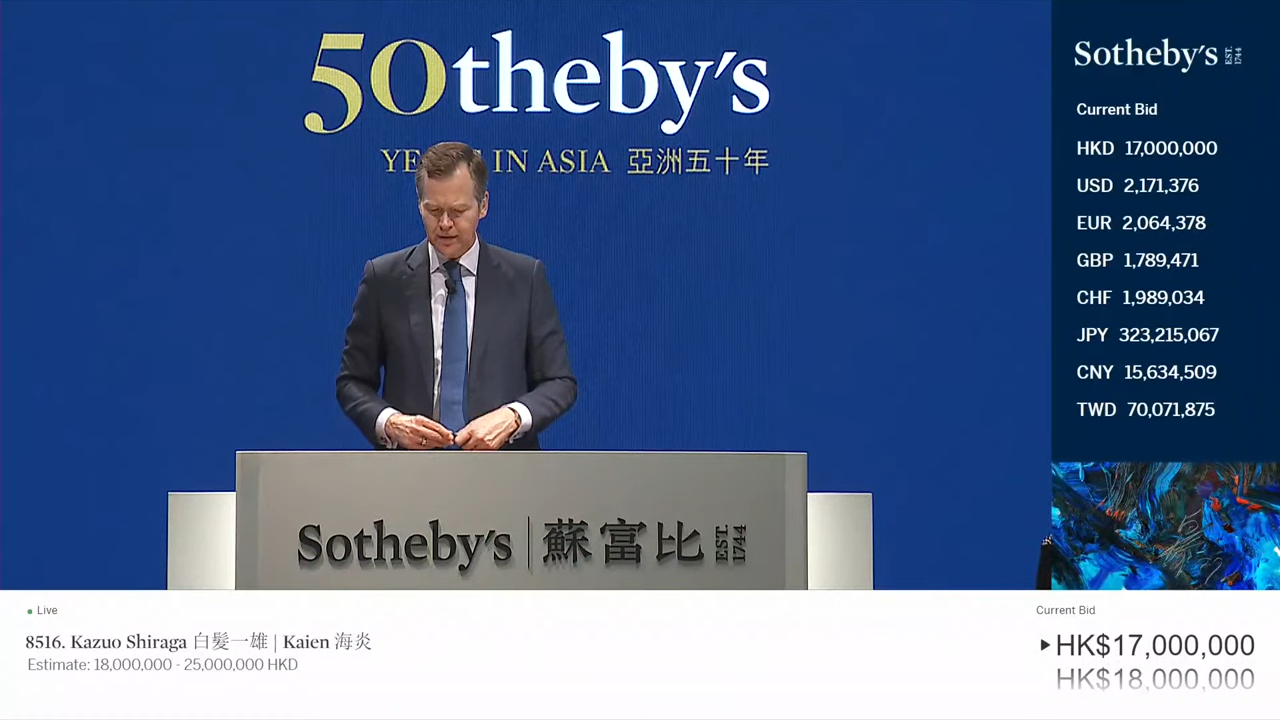 50theby's
YEARS IN ASIA 亞洲五十年
Sotheby's | 蘇富比 EST. 1744
Sotheby's EST. 1744
Current Bid
HKD 17,000,000
USD 2,171,376
EUR 2,064,378
GBP 1,789,471
CHF 1,989,034
JPY 323,215,067
CNY 15,634,509
TWD 70,071,875
Live
8516. Kazuo Shiraga 白髮一雄 | Kaien 海炎
Estimate: 18,000,000 - 25,000,000 HKD
Current Bid
HK$17,000,000
HK$18,000,000